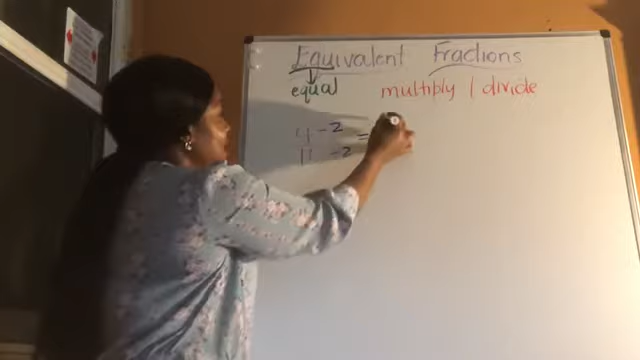 Equivalent Fractions
equal multiply / divide
4 - 2 =
11 - 2